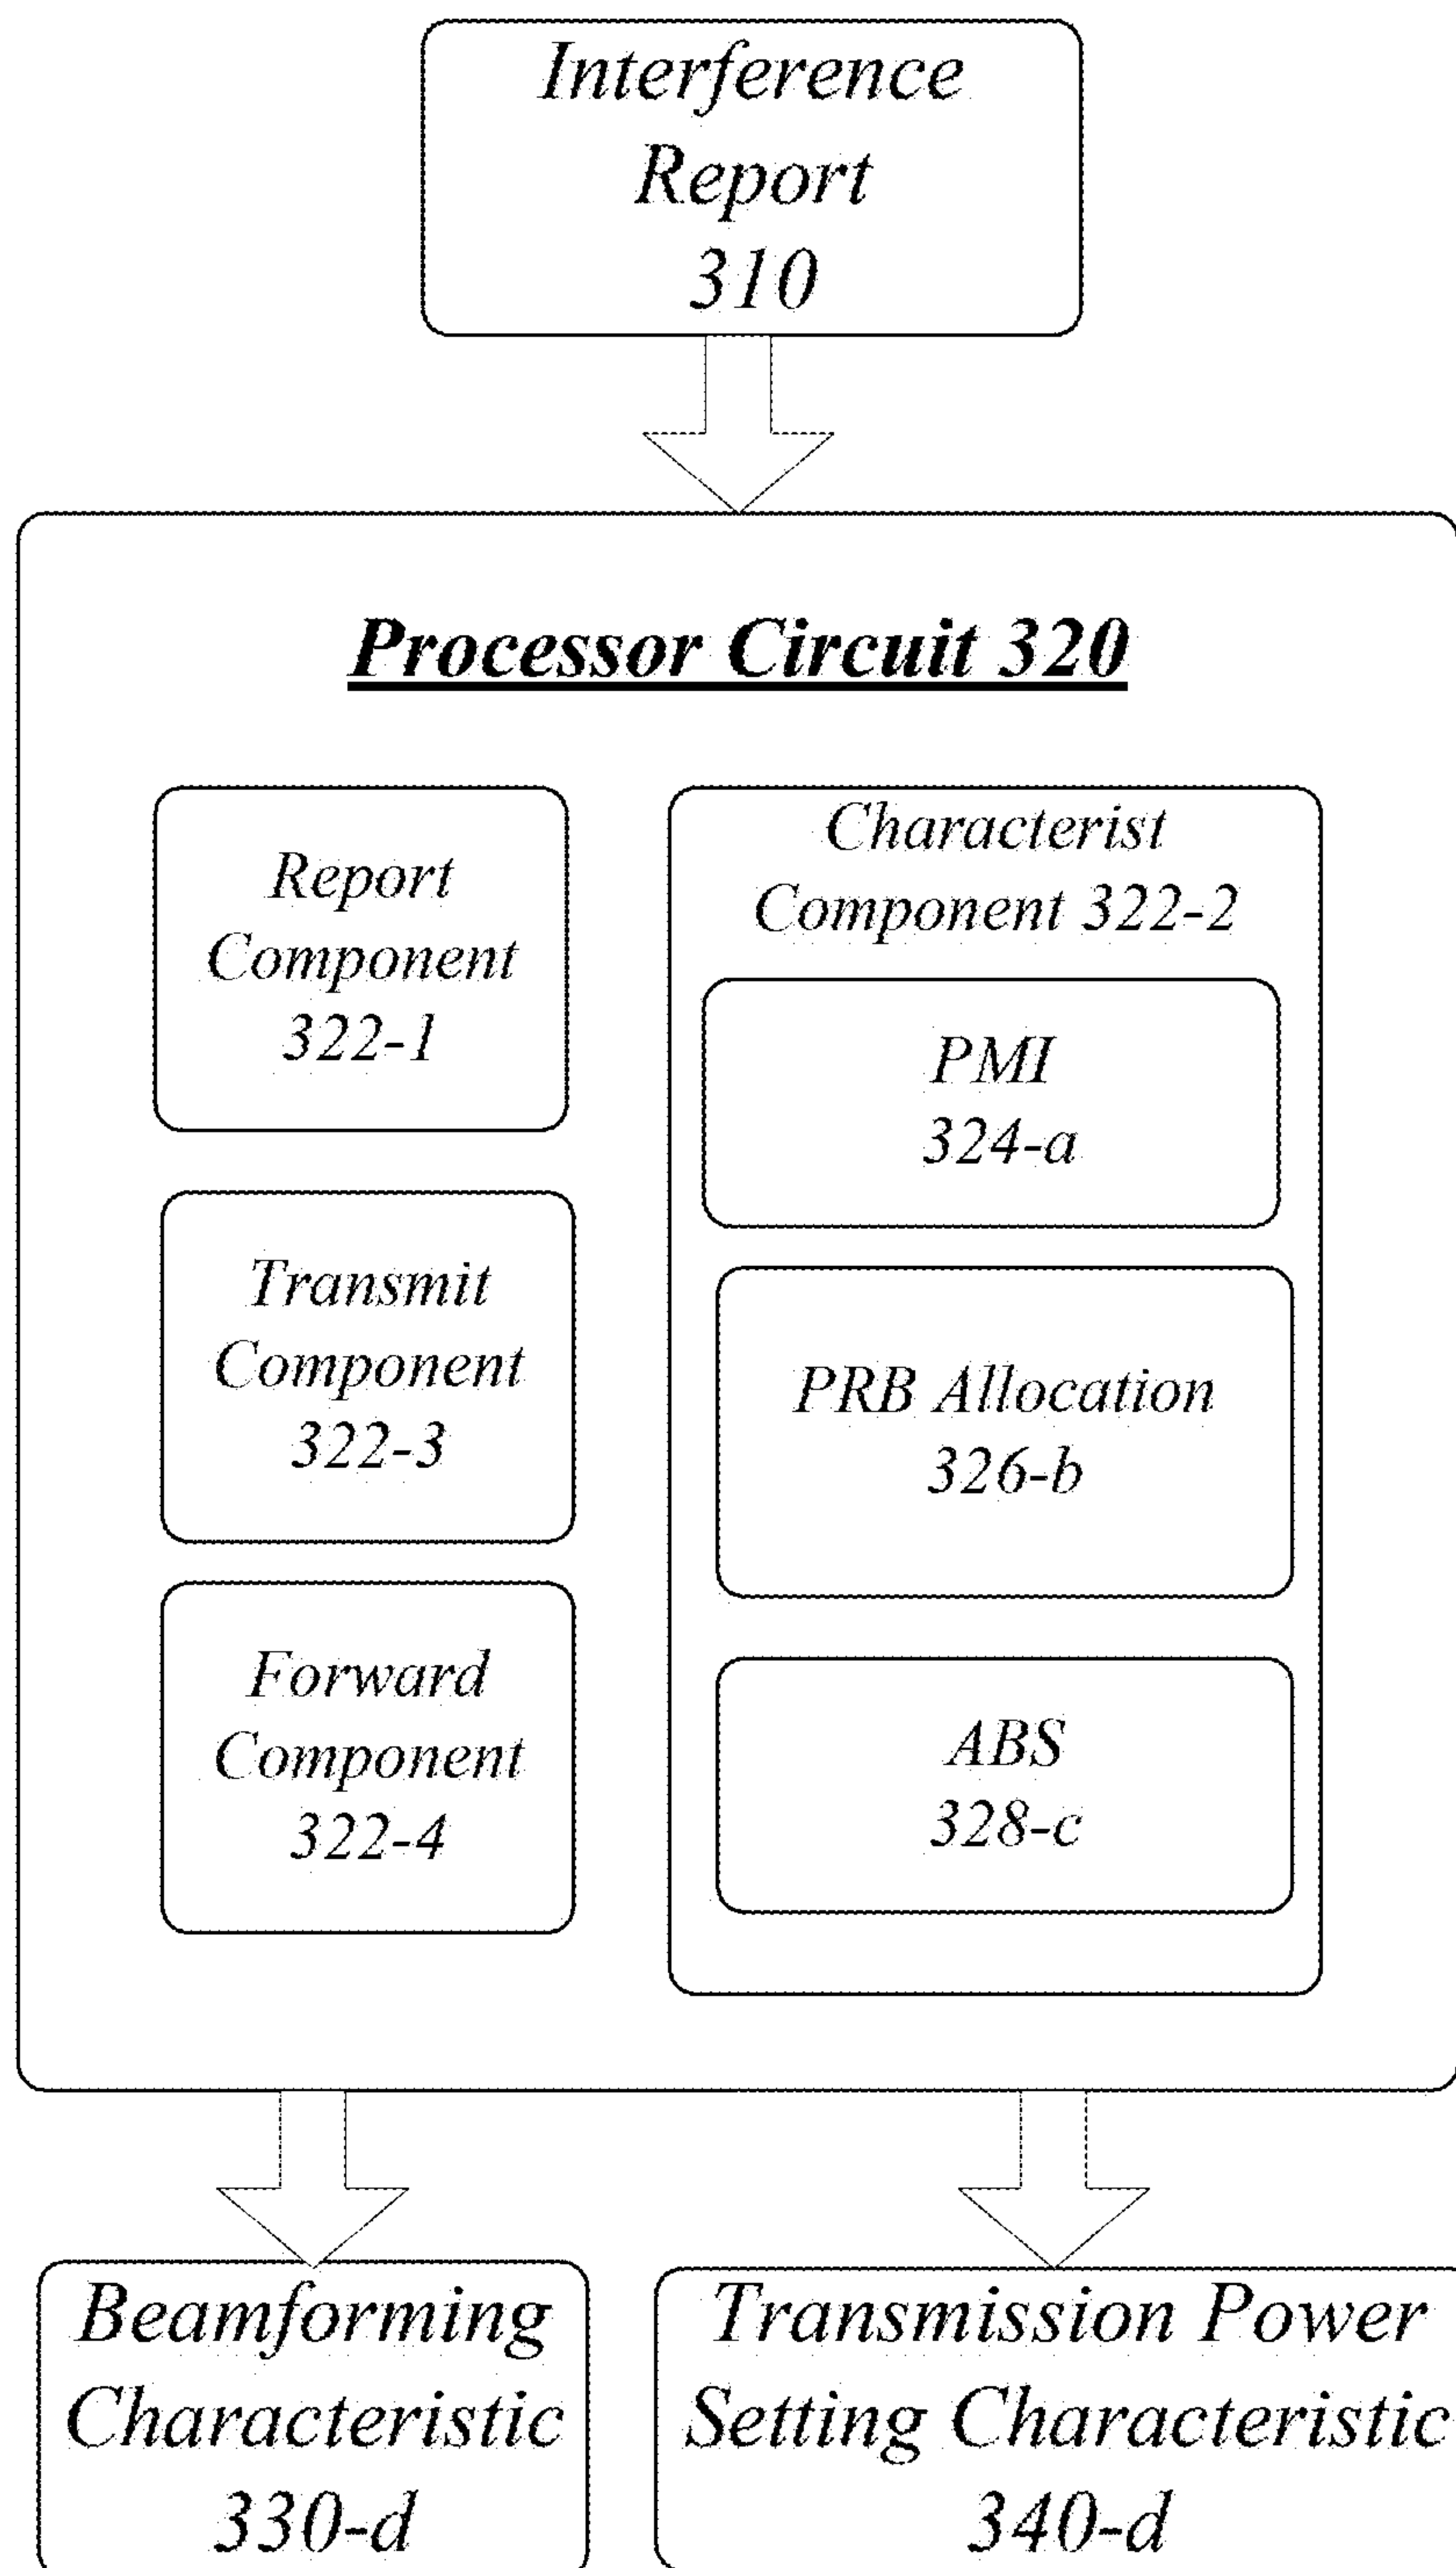 Interference
Report
310
Processor Circuit 320
Report
Component
322-1
Transmit
Component
322-3
Forward
Component
322-4
Characterist
Component 322-2
PMI
324-a
PRB Allocation
326-b
ABS
328-c
Beamforming
Characteristic
330-d
Transmission Power
Setting Characteristic
340-d